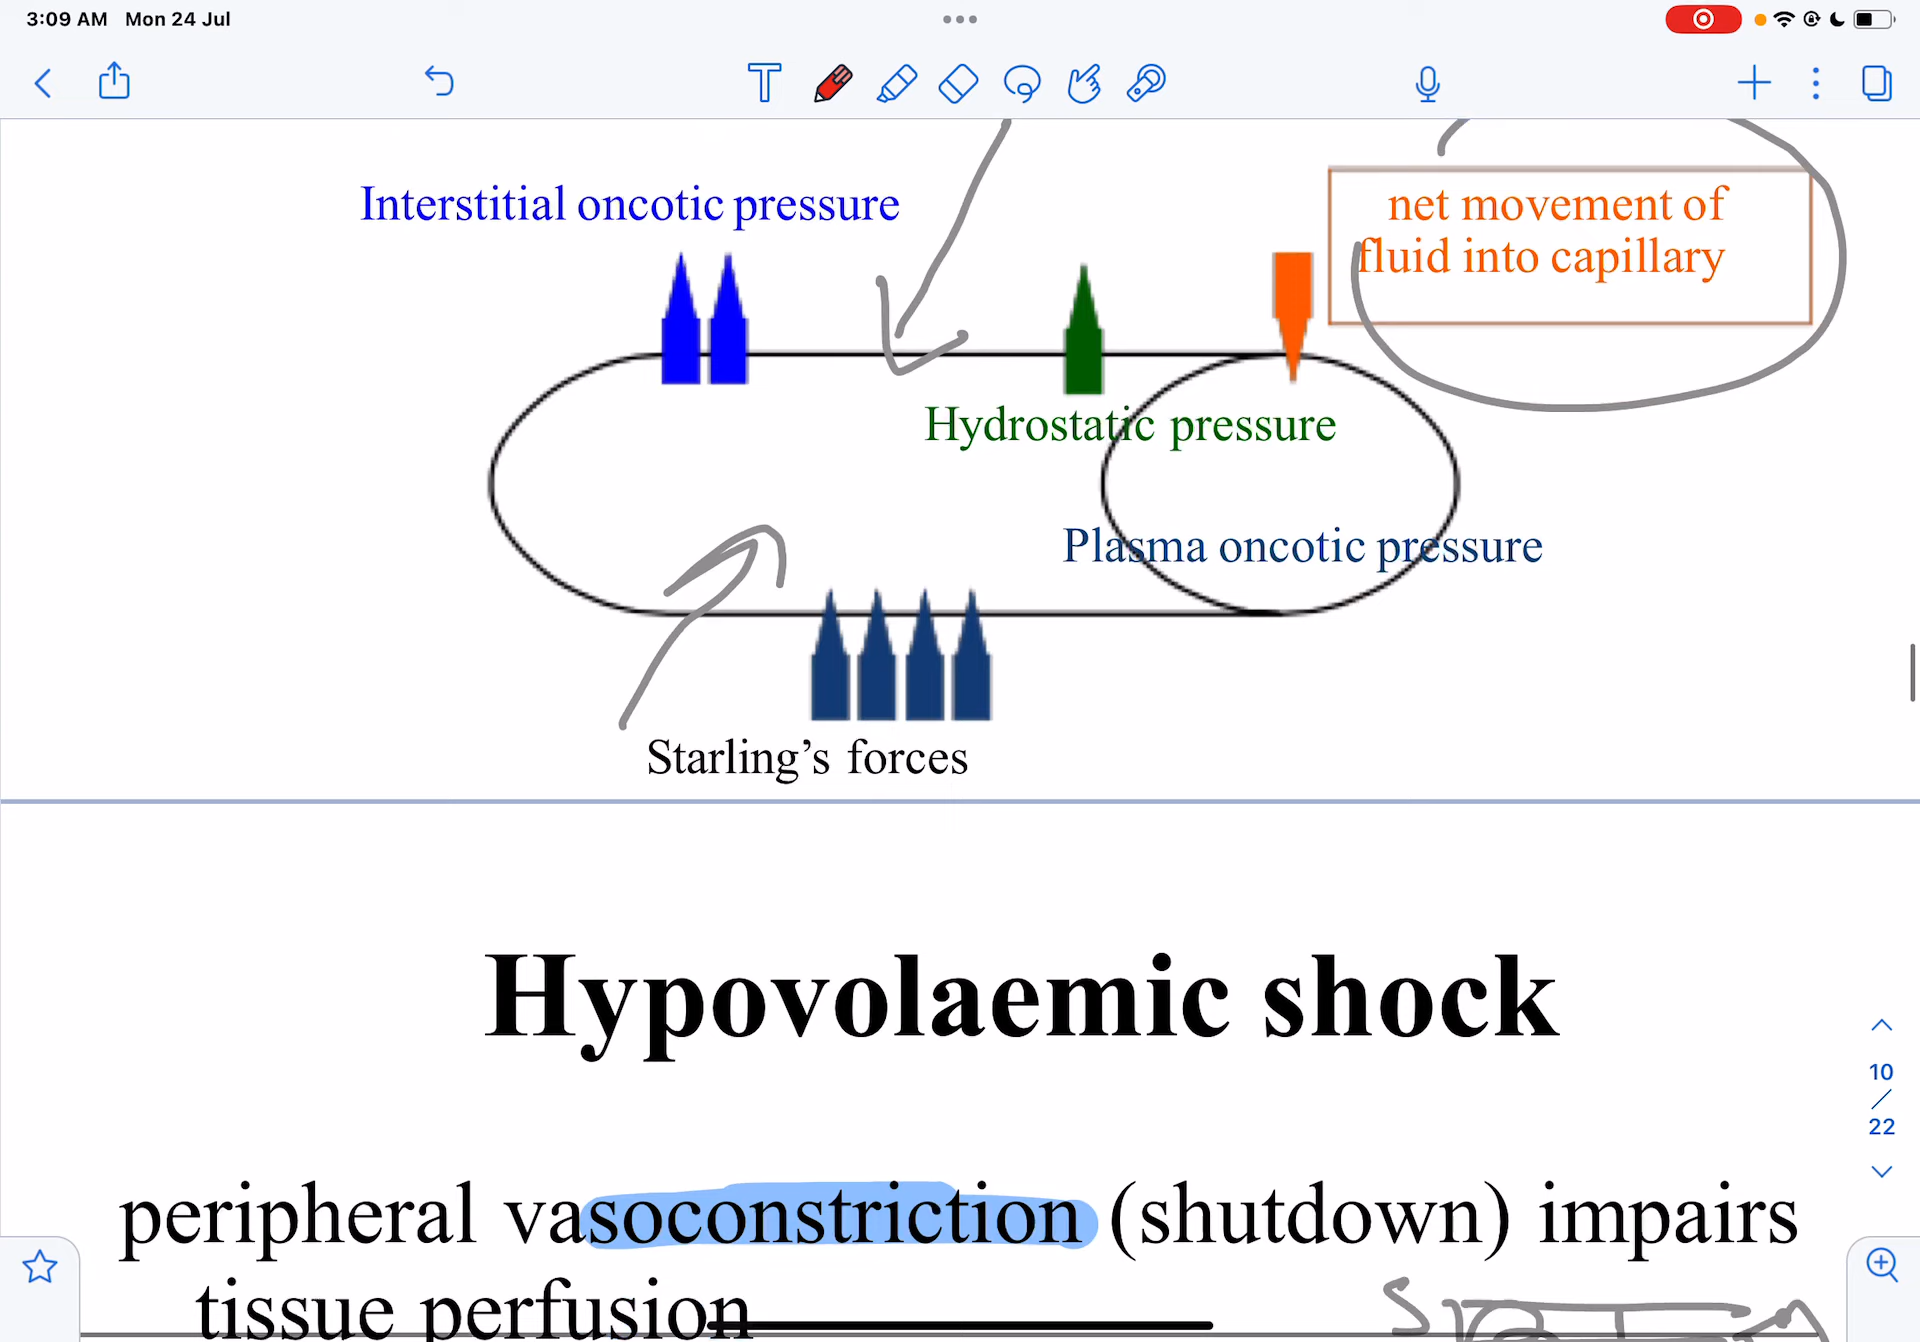 3:09 AM Mon 24 Jul
Interstitial oncotic pressure
net movement of
fluid into capillary
Hydrostatic pressure
Plasma oncotic pressure
Starling’s forces
Hypovolaemic shock
10
/
22
peripheral vasoconstriction (shutdown) impairs
tissue perfusion